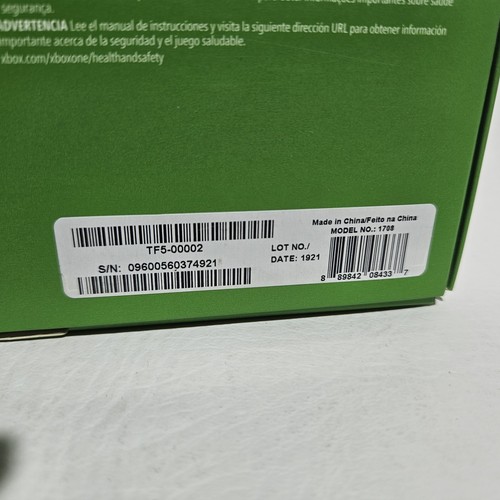 segurança.
ADVERTENCIA Lee el manual de instrucciones y visita la siguiente dirección URL para obtener información
importante acerca de la seguridad y el juego saludable.
xbox.com/xboxone/healthandsafety
Made in China/Feito na China
MODEL NO.: 1708
TF5-00002
LOT NO./
DATE: 1921
S/N: 09600560374921
8 89842 08433 7